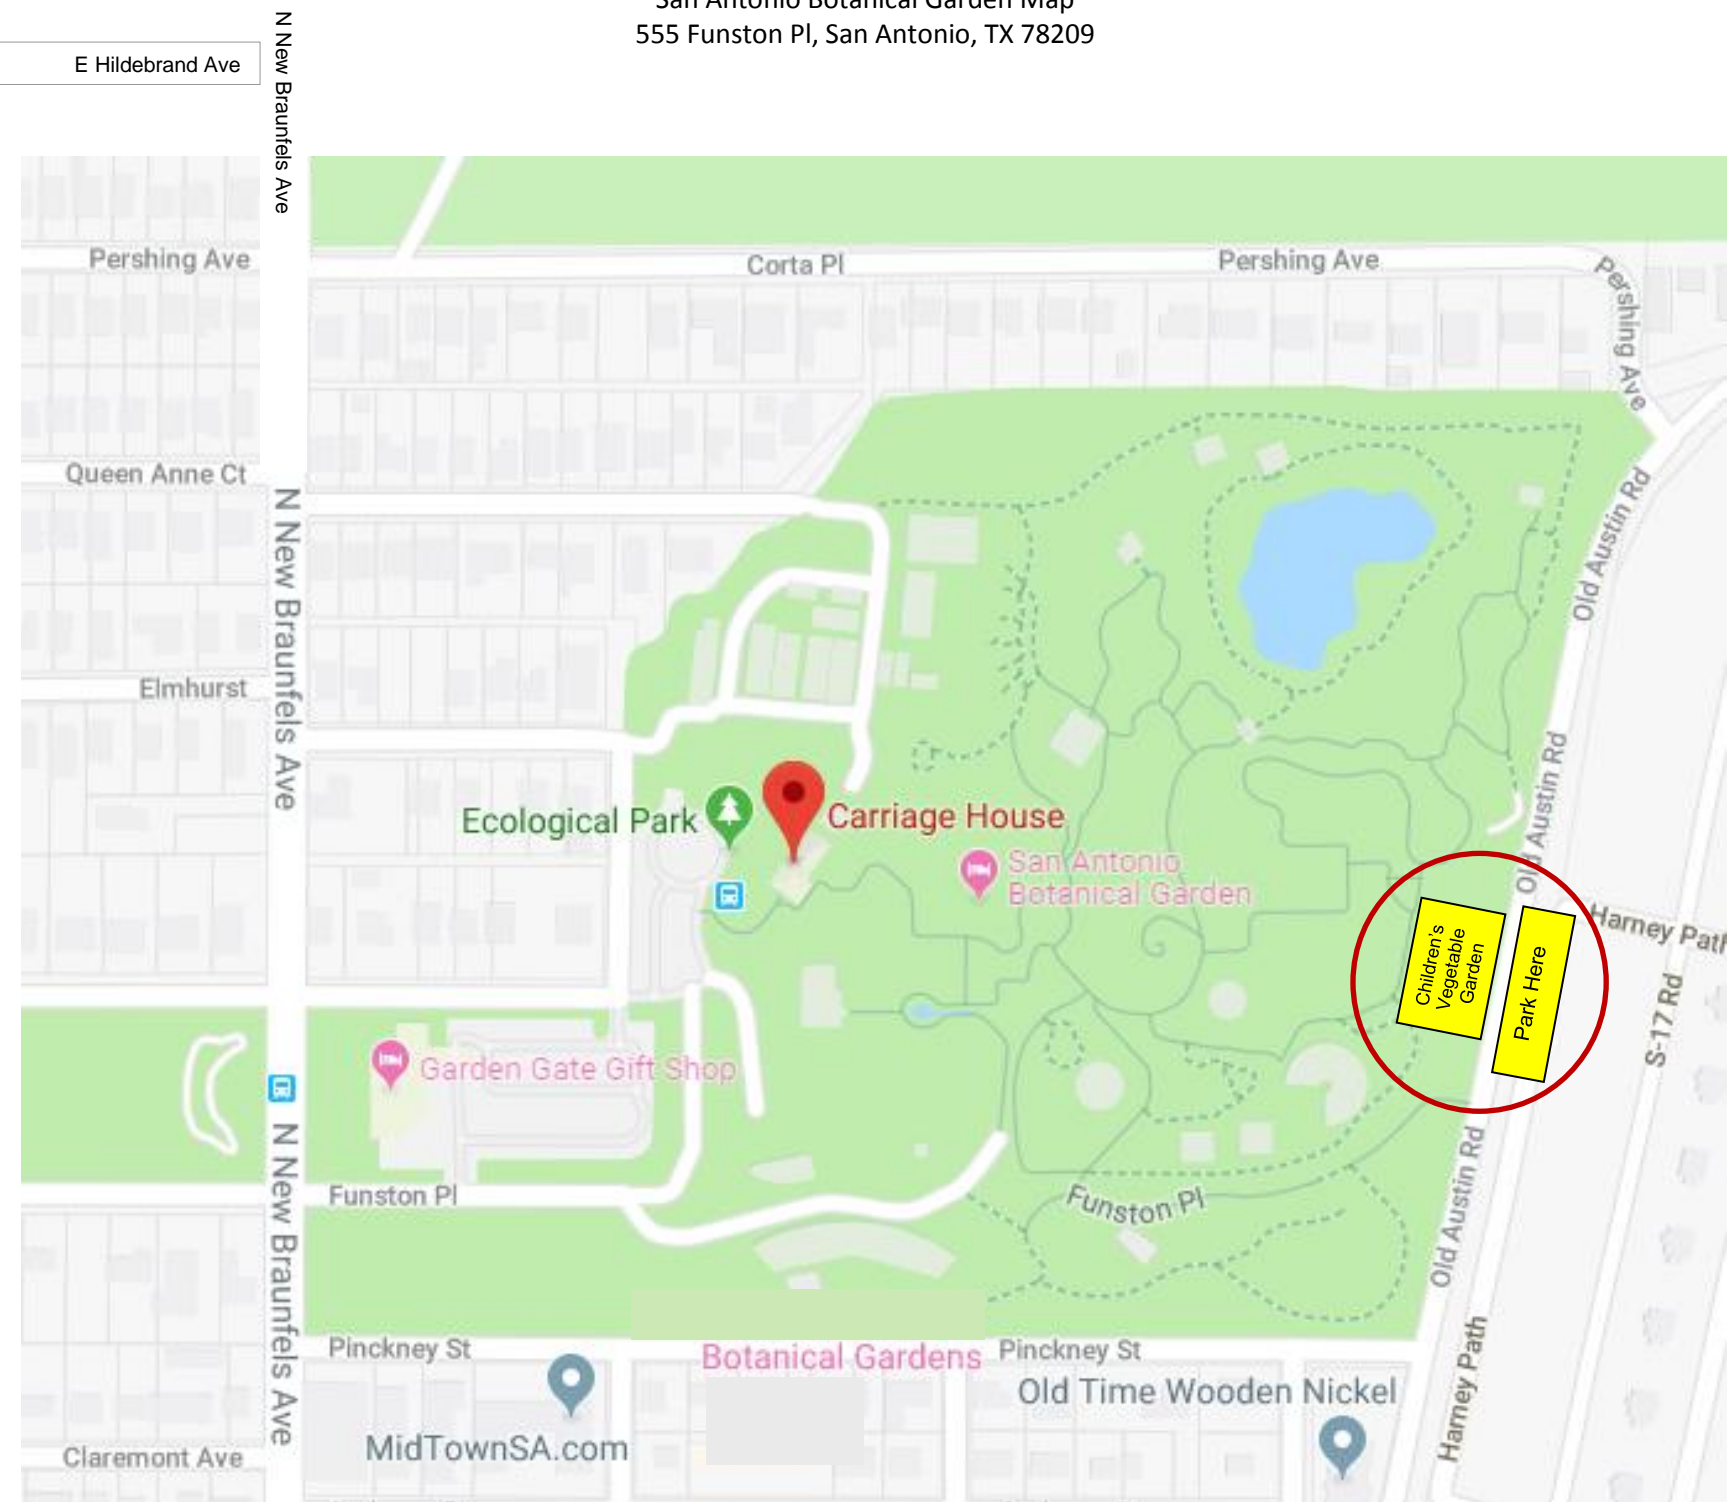 San Antonio Botanical Garden Map
555 Funston Pl, San Antonio, TX 78209
E Hildebrand Ave
N New Braunfels Ave
Pershing Ave
Corta Pl
Pershing Ave
Pershing Ave
Queen Anne Ct
N New Braunfels Ave
Old Austin Rd
Elmhurst
Old Austin Rd
Ecological Park
Carriage House
San Antonio
Botanical Garden
Children's
Vegetable
Garden
Park Here
Harney Path
S-17 Rd
Garden Gate Gift Shop
N New Braunfels Ave
Funston Pl
Funston Pl
Old Austin Rd
Pinckney St
Botanical Gardens
Pinckney St
Old Time Wooden Nickel
Harney Path
MidTownSA.com
Claremont Ave